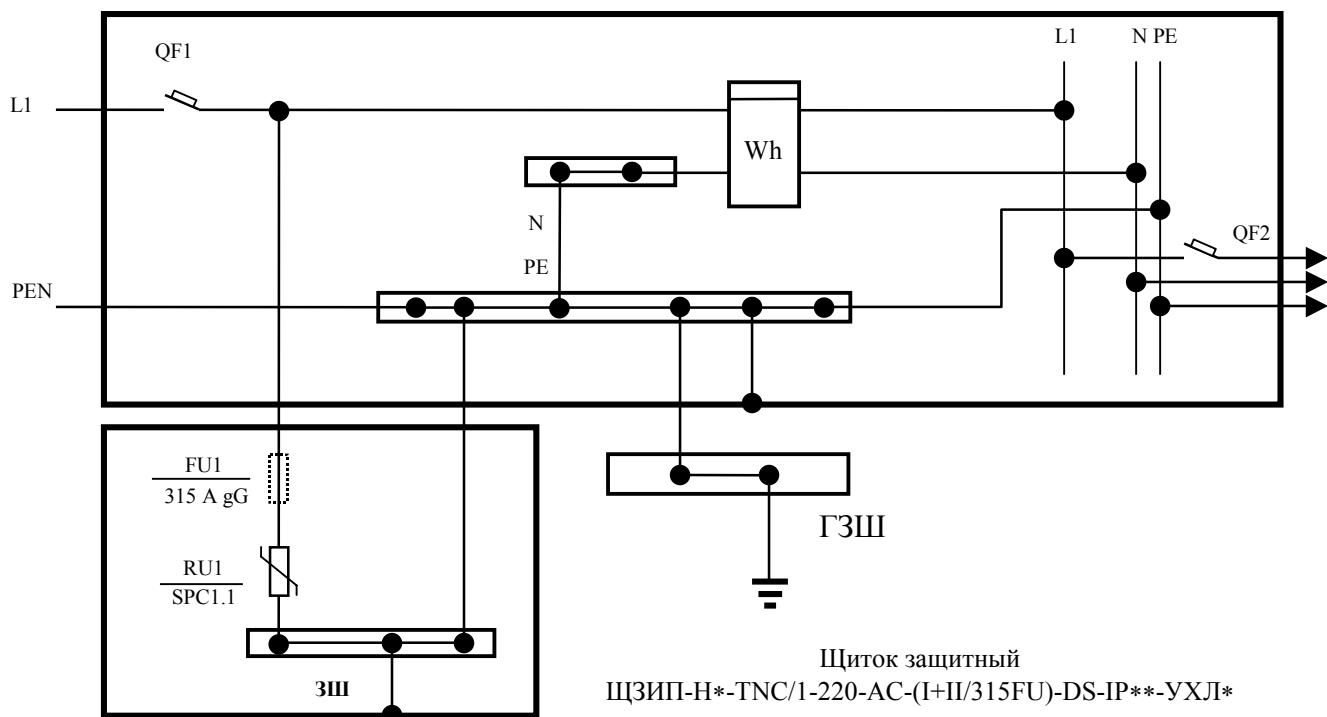 L1 N PE
QF1
L1
Wh
N
QF2
PE
PEN
FU1
315 A gG
ГЗШ
RU1
SPC1.1
Щиток защитный
ЗШ
ЩЗИП-Н*-TNC/1-220-AC-(I+II/315FU)-DS-IP**-УХЛ*